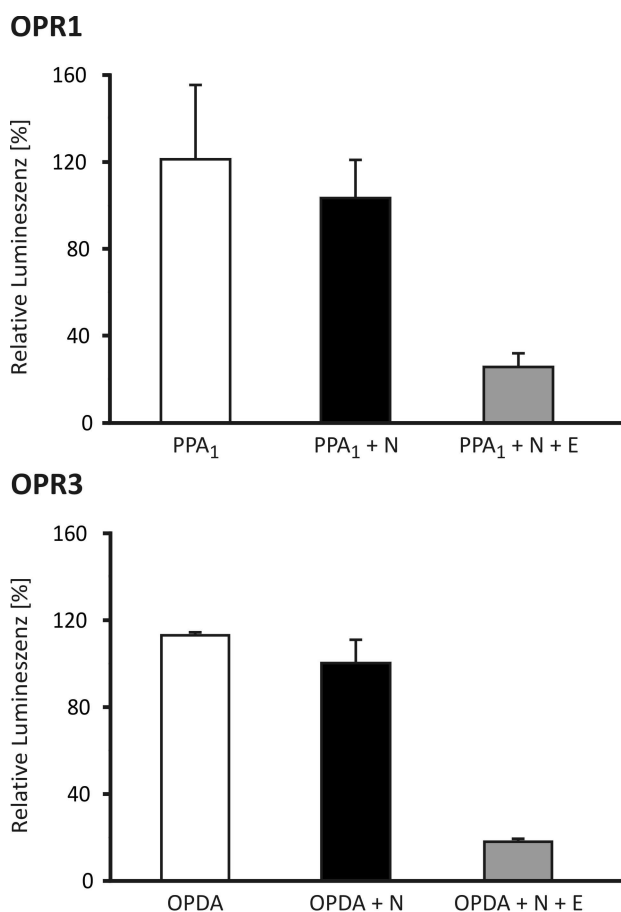 OPR1
Relative Lumineszenz [%]
160
120
80
40
0
PPA₁ PPA₁ + N PPA₁ + N + E
OPR3
Relative Lumineszenz [%]
160
120
80
40
0
OPDA OPDA + N OPDA + N + E